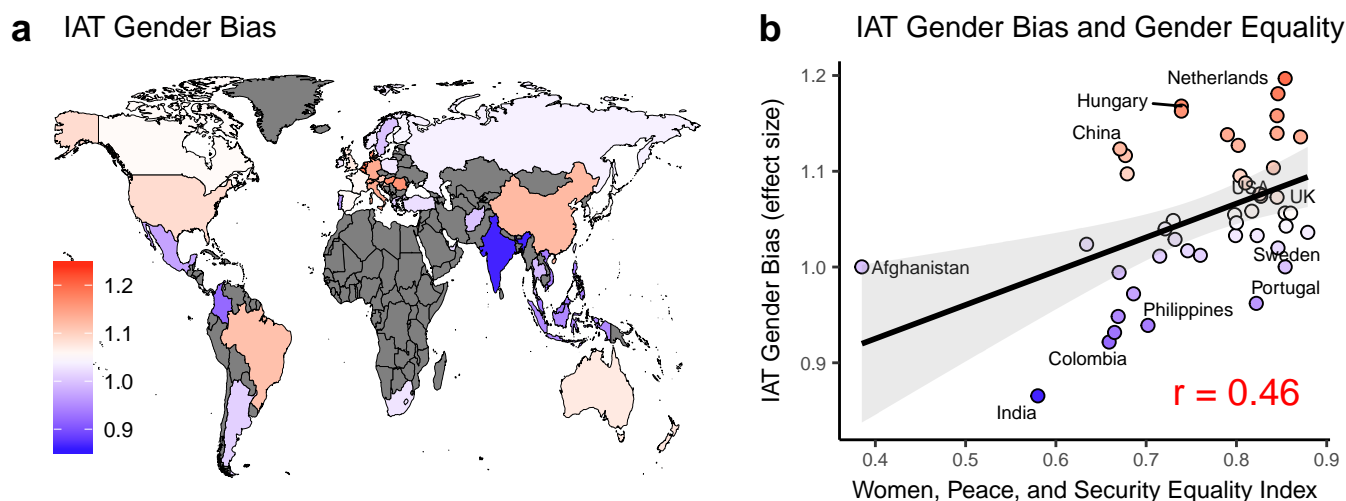 a IAT Gender Bias
1.2
1.1
1.0
0.9
b IAT Gender Bias and Gender Equality
IAT Gender Bias (effect size)
1.2
1.1
1.0
0.9
Netherlands
Hungary
China
USA
UK
Afghanistan
Sweden
Portugal
Philippines
Colombia
India
r = 0.46
0.4 0.5 0.6 0.7 0.8 0.9
Women, Peace, and Security Equality Index